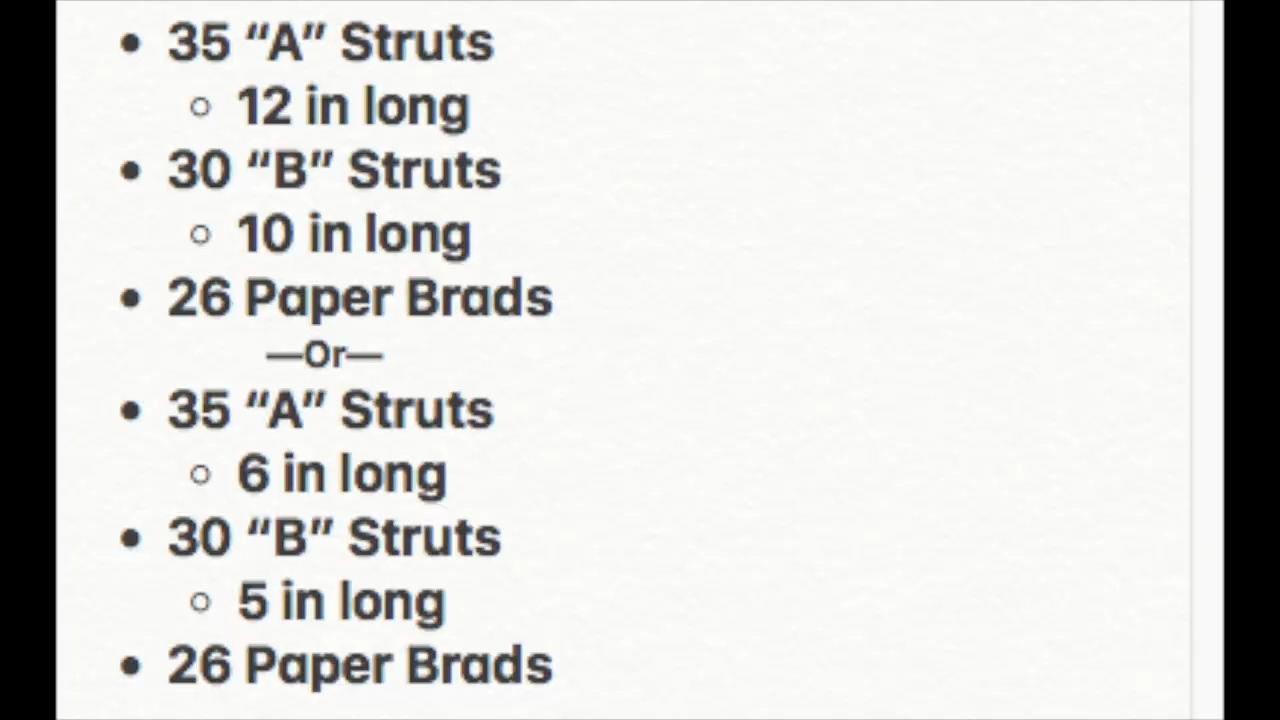 • 35 “A” Struts
○ 12 in long
• 30 “B” Struts
○ 10 in long
• 26 Paper Brads
—Or—
• 35 “A” Struts
○ 6 in long
• 30 “B” Struts
○ 5 in long
• 26 Paper Brads